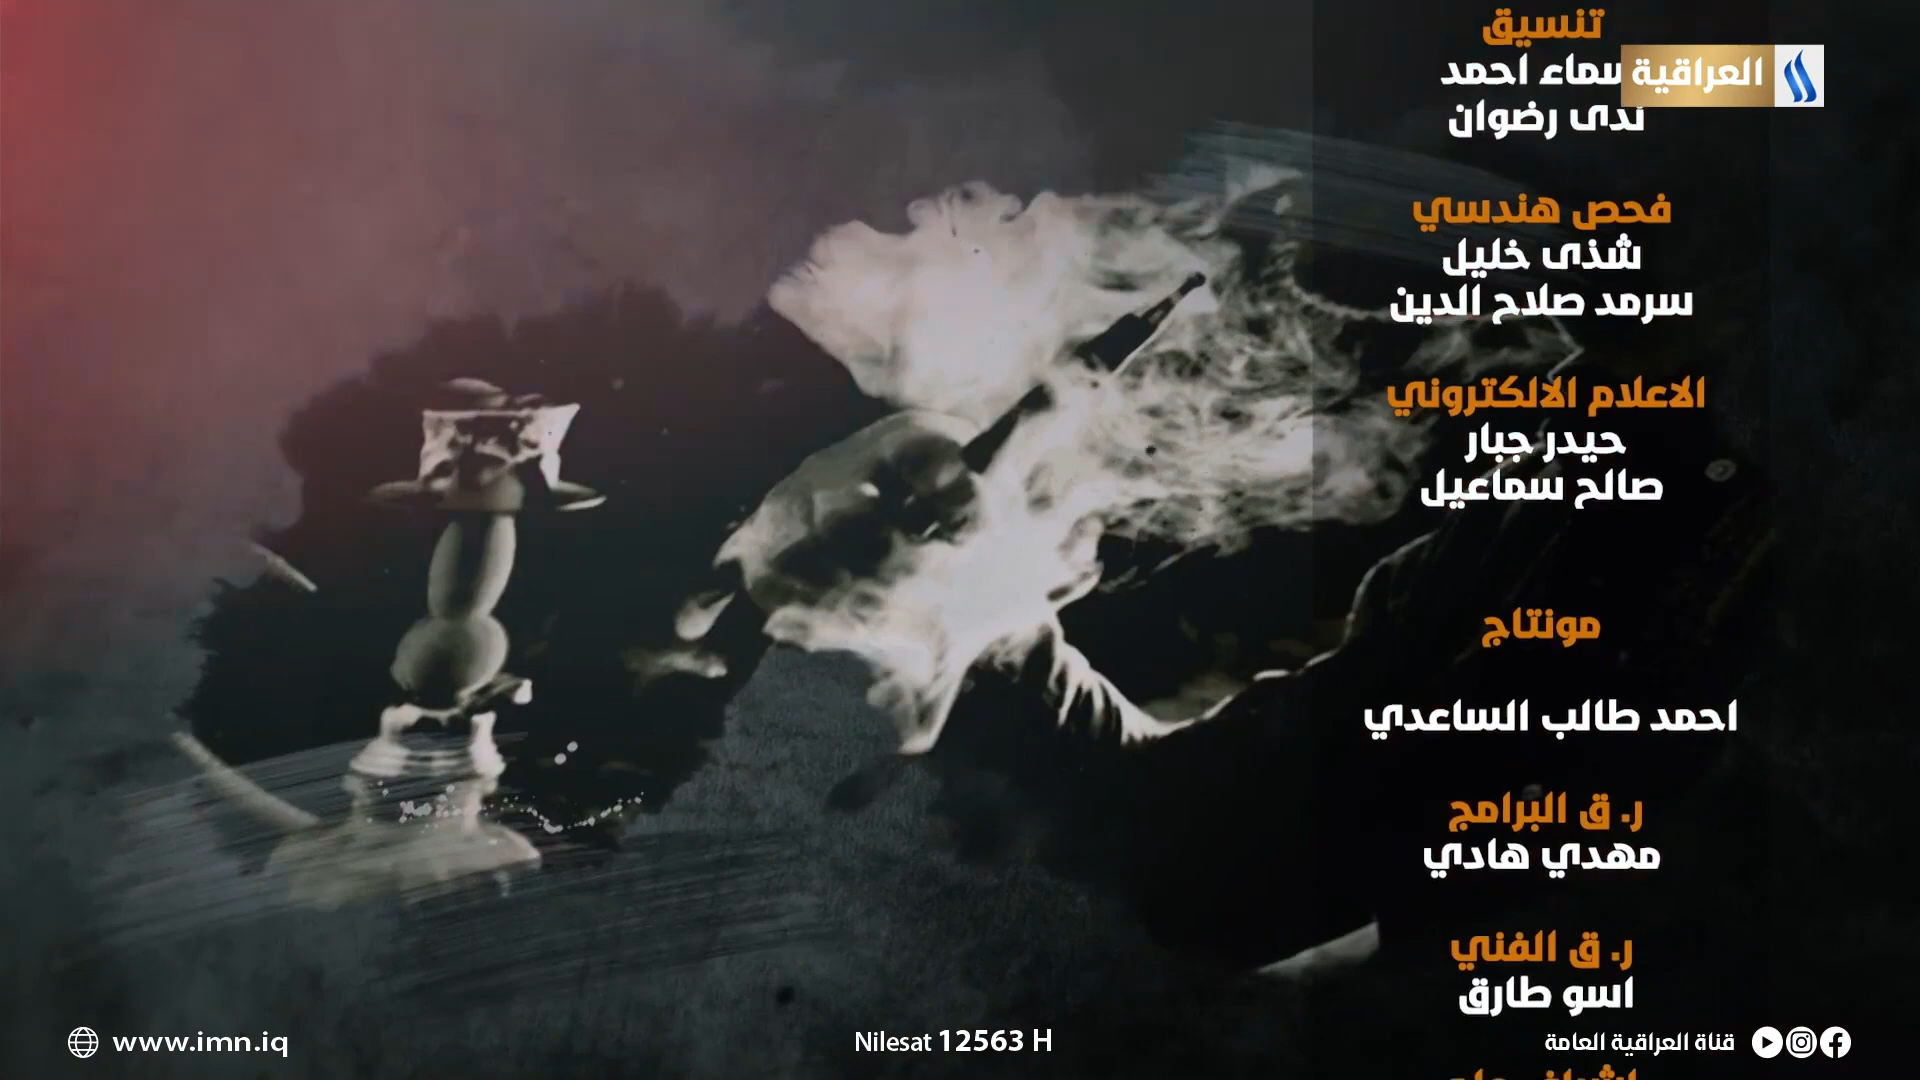 تنسيق
سماء احمد
ندى رضوان
العراقية
فحص هندسي
شذى خليل
سرمد صلاح الدين
الاعلام الالكتروني
حيدر جبار
صالح سماعيل
مونتاج
احمد طالب الساعدي
ر. ق البرامج
مهدي هادي
ر. ق الفني
اسو طارق
www.imn.iq
Nilesat 12563 H
قناة العراقية العامة